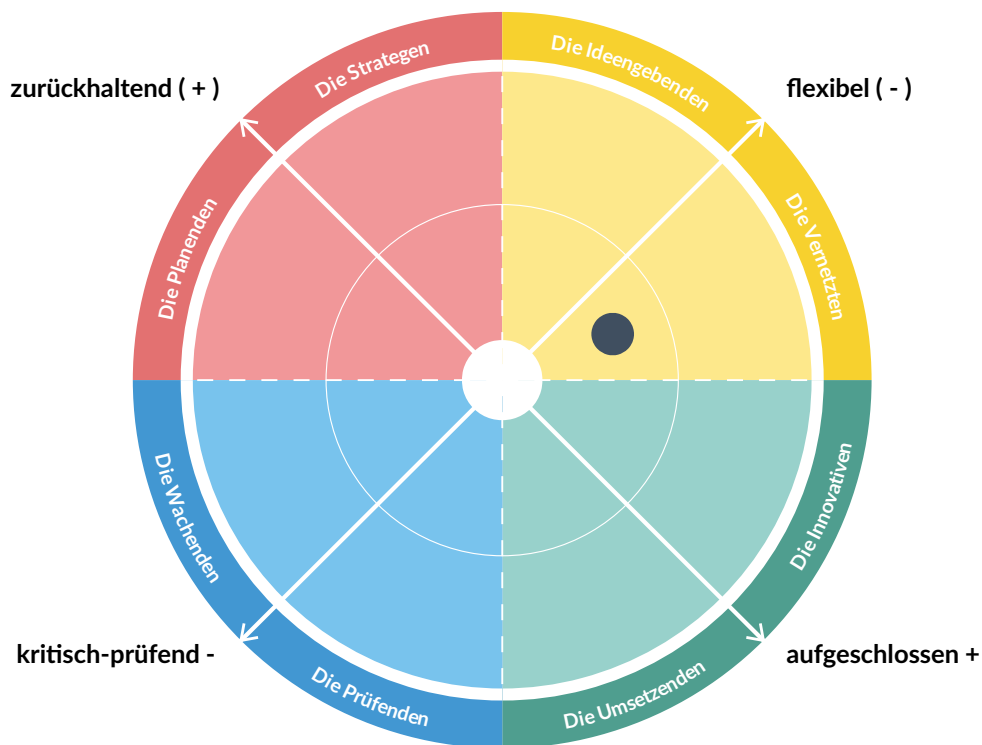 Die Strategen
Die Ideengebenden
zurückhaltend ( + )
flexibel ( - )
Die Planenden
Die Vernetzten
Die Wachenden
Die Innovativen
kritisch-prüfend -
aufgeschlossen +
Die Prüfenden
Die Umsetzenden